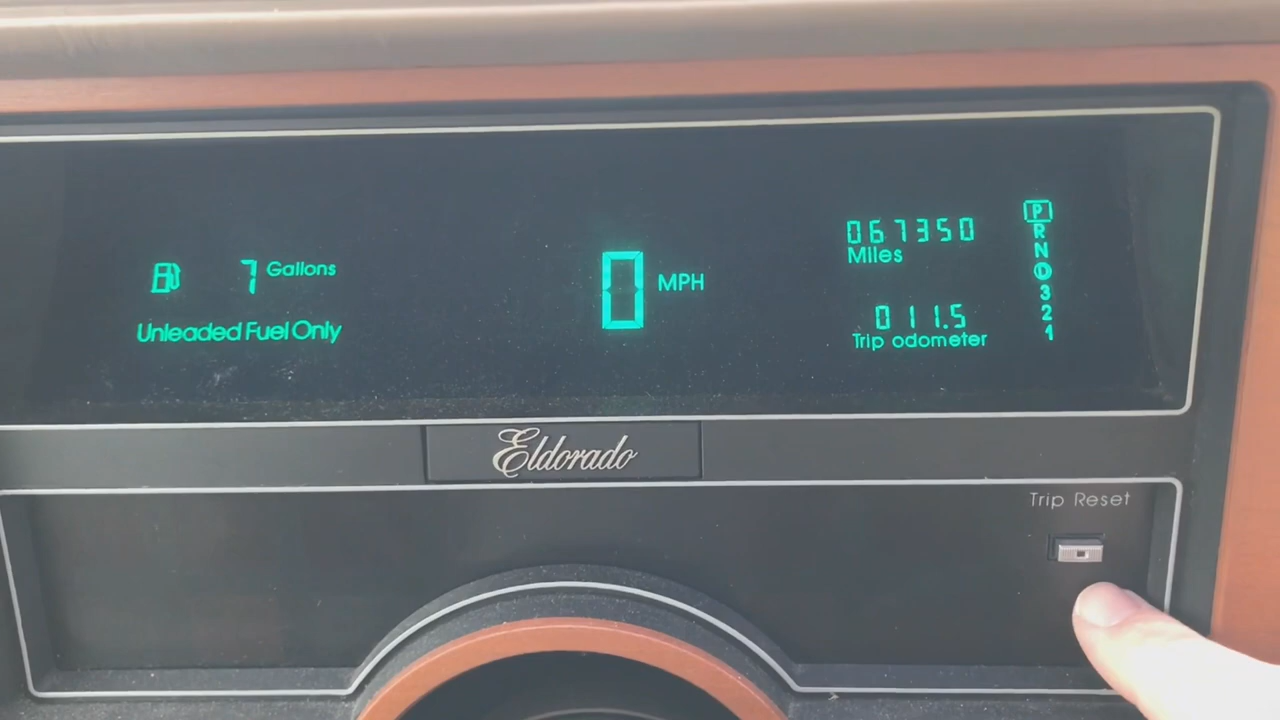 7 Gallons
Unleaded Fuel Only
0 MPH
067350
Miles
011.5
Trip odometer
P
R
N
D
3
2
1
Eldorado
Trip Reset